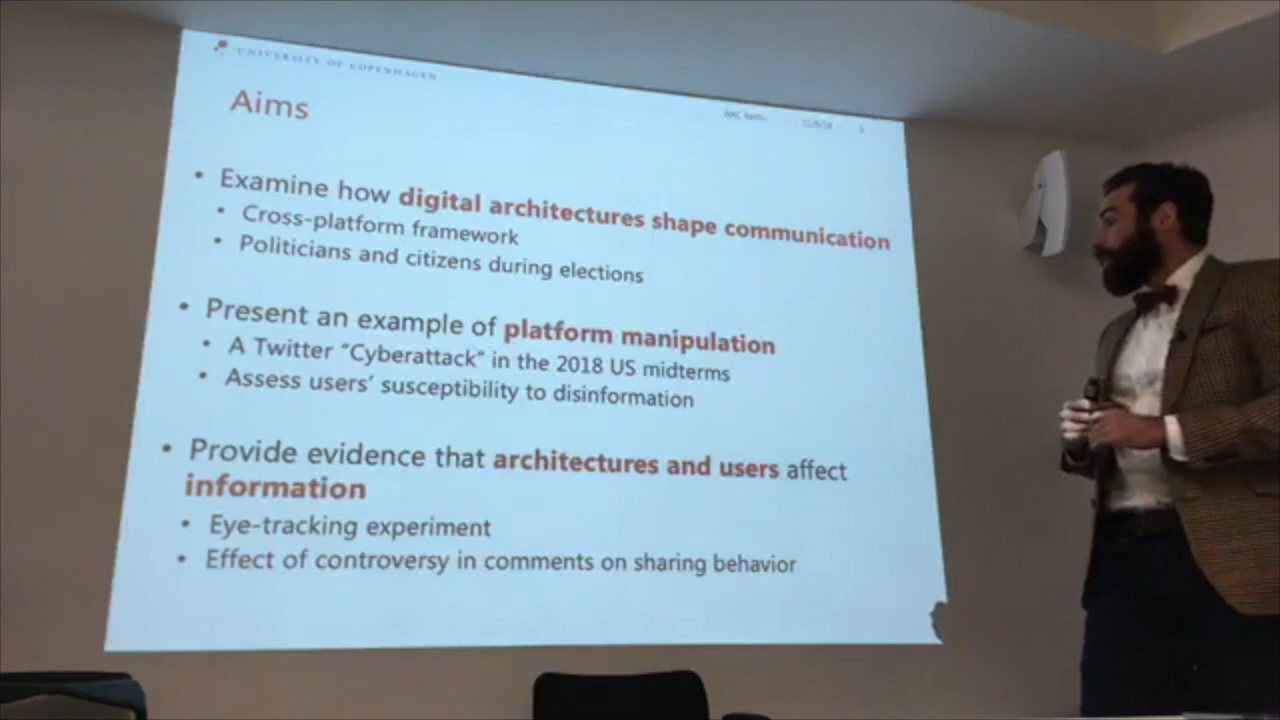 UNIVERSITY OF COPENHAGEN
Aims
• Examine how digital architectures shape communication
• Cross-platform framework
• Politicians and citizens during elections
• Present an example of platform manipulation
• A Twitter “Cyberattack” in the 2018 US midterms
• Assess users’ susceptibility to disinformation
• Provide evidence that architectures and users affect
information
• Eye-tracking experiment
• Effect of controversy in comments on sharing behavior